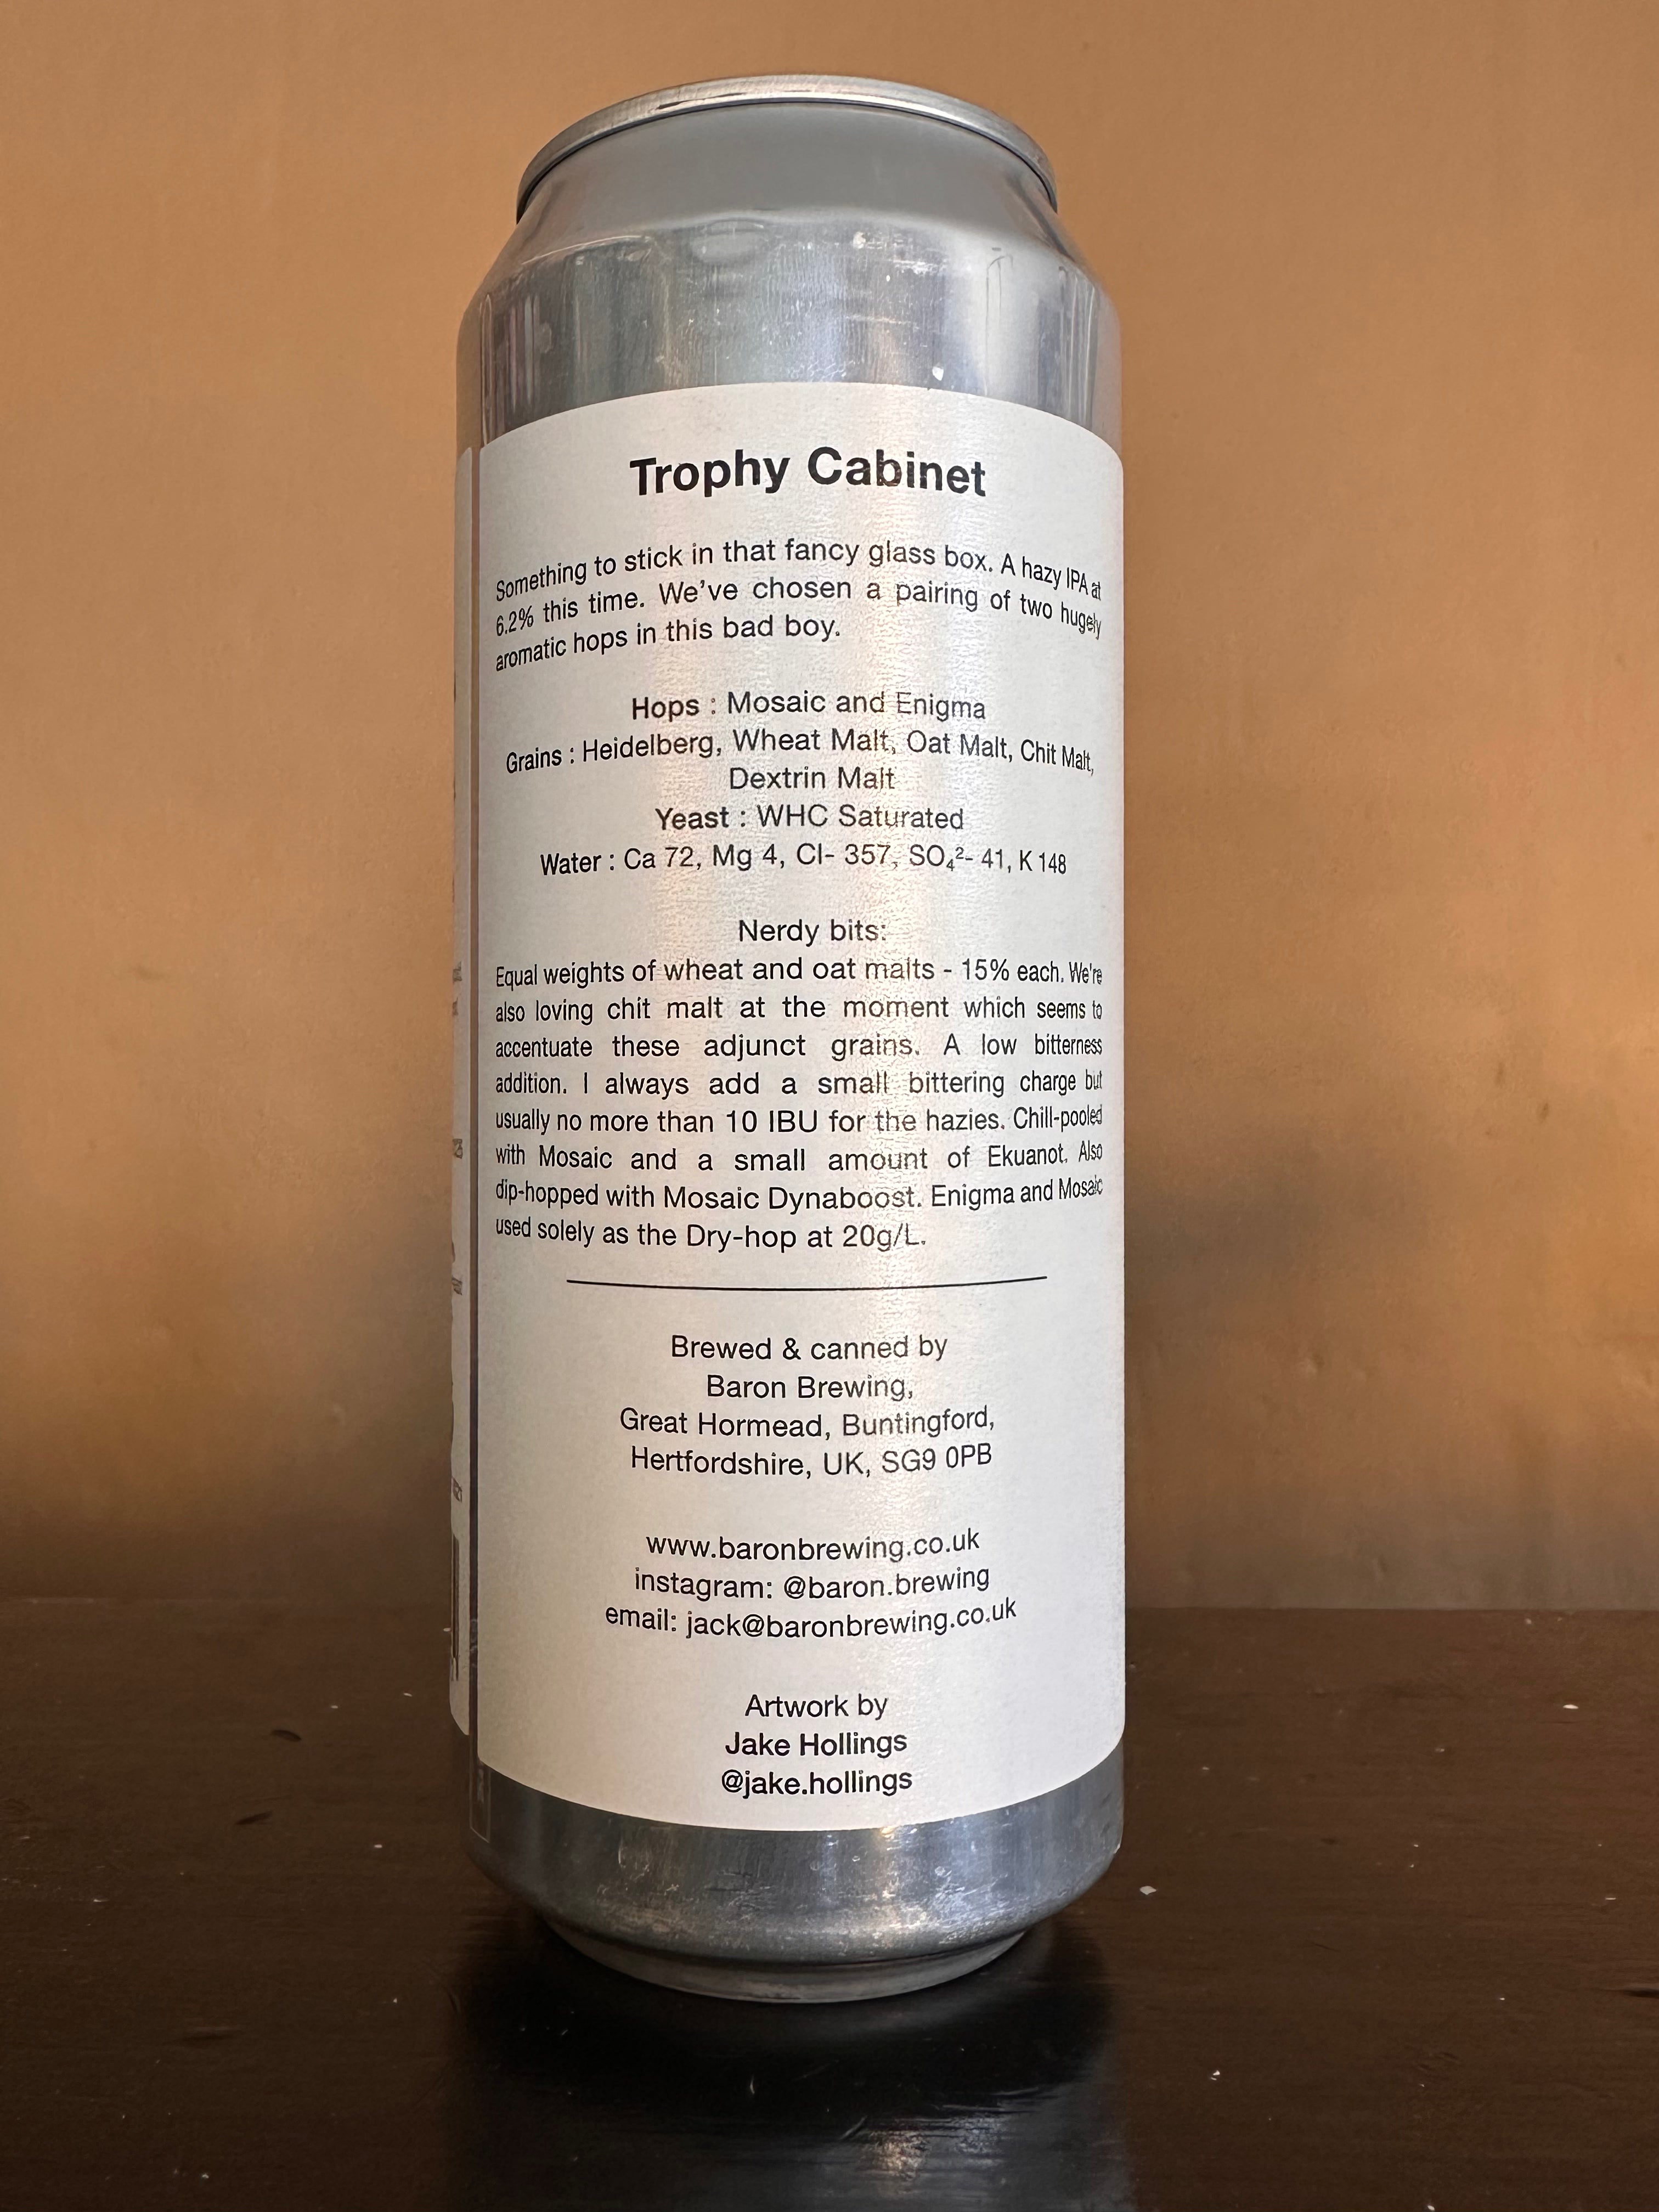 Trophy Cabinet
Something to stick in that fancy glass box. A hazy IPA at
6.2% this time. We've chosen a pairing of two hugely
aromatic hops in this bad boy.
Hops : Mosaic and Enigma
Grains : Heidelberg, Wheat Malt, Oat Malt, Chit Malt,
Dextrin Malt
Yeast : WHC Saturated
Water : Ca 72, Mg 4, Cl- 357, SO₄²- 41, K 148
Nerdy bits:
Equal weights of wheat and oat malts - 15% each. We're
also loving chit malt at the moment which seems to
accentuate these adjunct grains. A low bitterness
addition. I always add a small bittering charge but
usually no more than 10 IBU for the hazies. Chill-pooled
with Mosaic and a small amount of Ekuanot. Also
dip-hopped with Mosaic Dynaboost. Enigma and Mosaic
used solely as the Dry-hop at 20g/L.
Brewed & canned by
Baron Brewing,
Great Hormead, Buntingford,
Hertfordshire, UK, SG9 0PB
www.baronbrewing.co.uk
instagram: @baron.brewing
email: jack@baronbrewing.co.uk
Artwork by
Jake Hollings
@jake.hollings